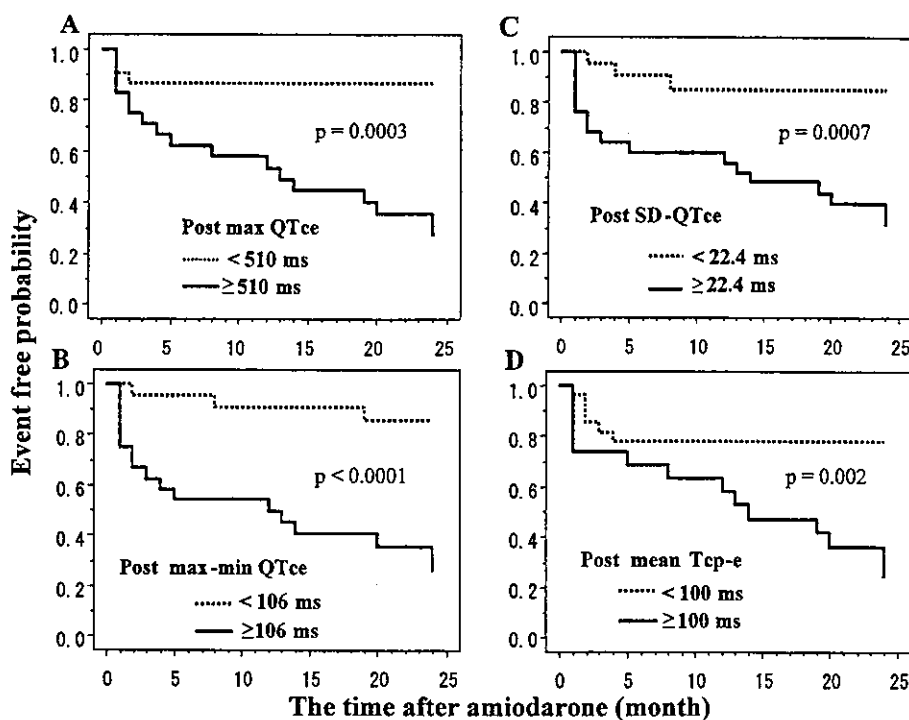 A
1.0
0.8
0.6
0.4
0.2
0.0
p = 0.0003
Post max QTce
< 510 ms
≥510 ms
0 5 10 15 20 25
B
1.0
0.8
0.6
0.4
0.2
0.0
p < 0.0001
Post max-min QTce
< 106 ms
≥106 ms
0 5 10 15 20 25
C
1.0
0.8
0.6
0.4
0.2
0.0
p = 0.0007
Post SD-QTce
< 22.4 ms
≥22.4 ms
0 5 10 15 20 25
D
1.0
0.8
0.6
0.4
0.2
0.0
p = 0.002
Post mean Tcp-e
< 100 ms
≥100 ms
0 5 10 15 20 25
Event free probability
The time after amiodarone (month)